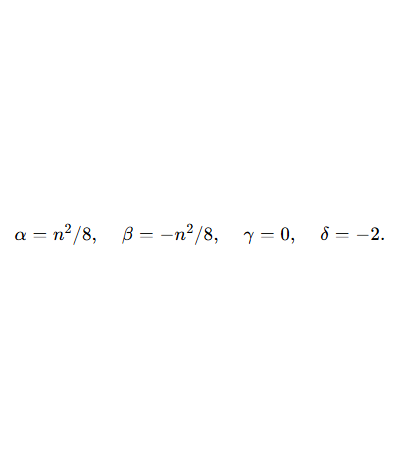 α = n²/8, β = −n²/8, γ = 0, δ = −2.